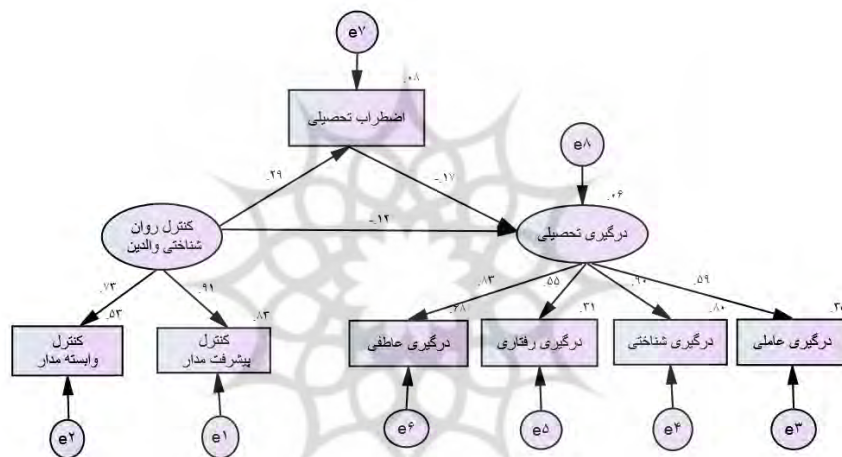 e۷
.۰۸
اضطراب تحصیلی
e۸
.۲۹
-.۱۷
.۰۶
کنترل روان
شناختی والدین
-.۱۲
درگیری تحصیلی
.۷۳
.۹۱
.۸۳
.۵۵
.۹۰
.۵۹
.۵۳
.۸۳
.۶۸
.۳۱
.۸۰
کنترل
وابسته مدار
کنترل
پیشرفت مدار
درگیری عاطفی
درگیری رفتاری
درگیری شناختی
درگیری عاملی
e۲
e۱
e۶
e۵
e۴
e۳